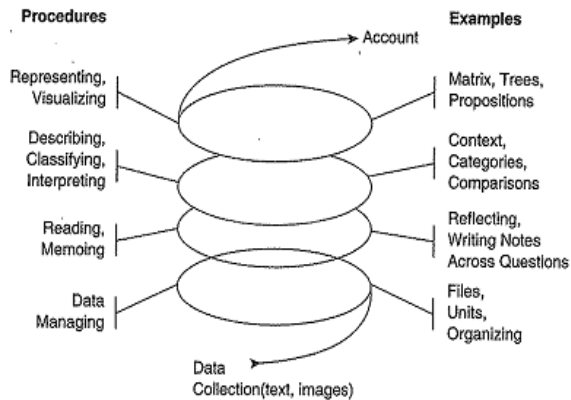 Procedures
Examples
Account
Representing,
Visualizing
Matrix, Trees,
Propositions
Describing,
Classifying,
Interpreting
Context,
Categories,
Comparisons
Reading,
Memoing
Reflecting,
Writing Notes
Across Questions
Data
Managing
Files,
Units,
Organizing
Data
Collection(text, images)